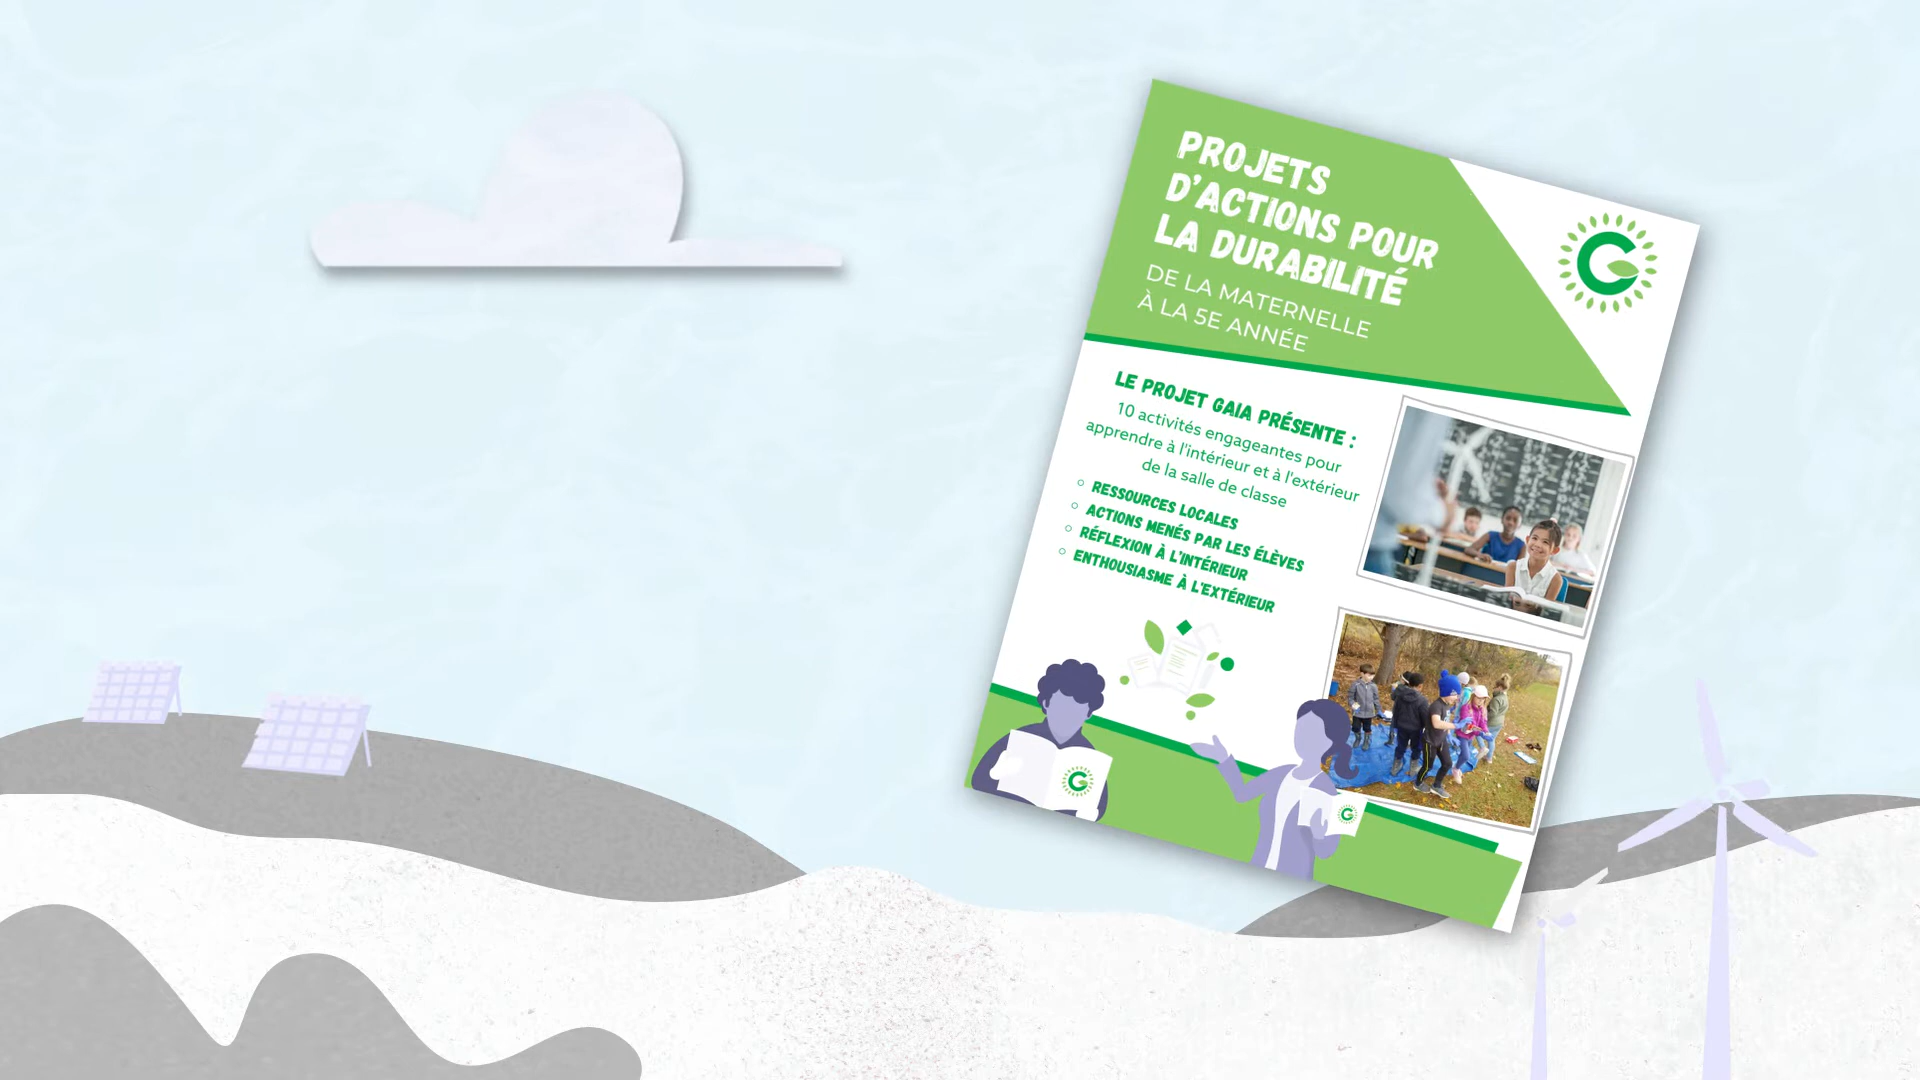 PROJETS
D'ACTIONS POUR
LA DURABILITÉ
DE LA MATERNELLE
À LA 5E ANNÉE
LE PROJET GAIA PRÉSENTE :
10 activités engageantes pour
apprendre à l'intérieur et à l'extérieur
de la salle de classe
RESSOURCES LOCALES
ACTIONS MENÉS PAR LES ÉLÈVES
RÉFLEXION À L'INTÉRIEUR
ENTHOUSIASME À L'EXTÉRIEUR